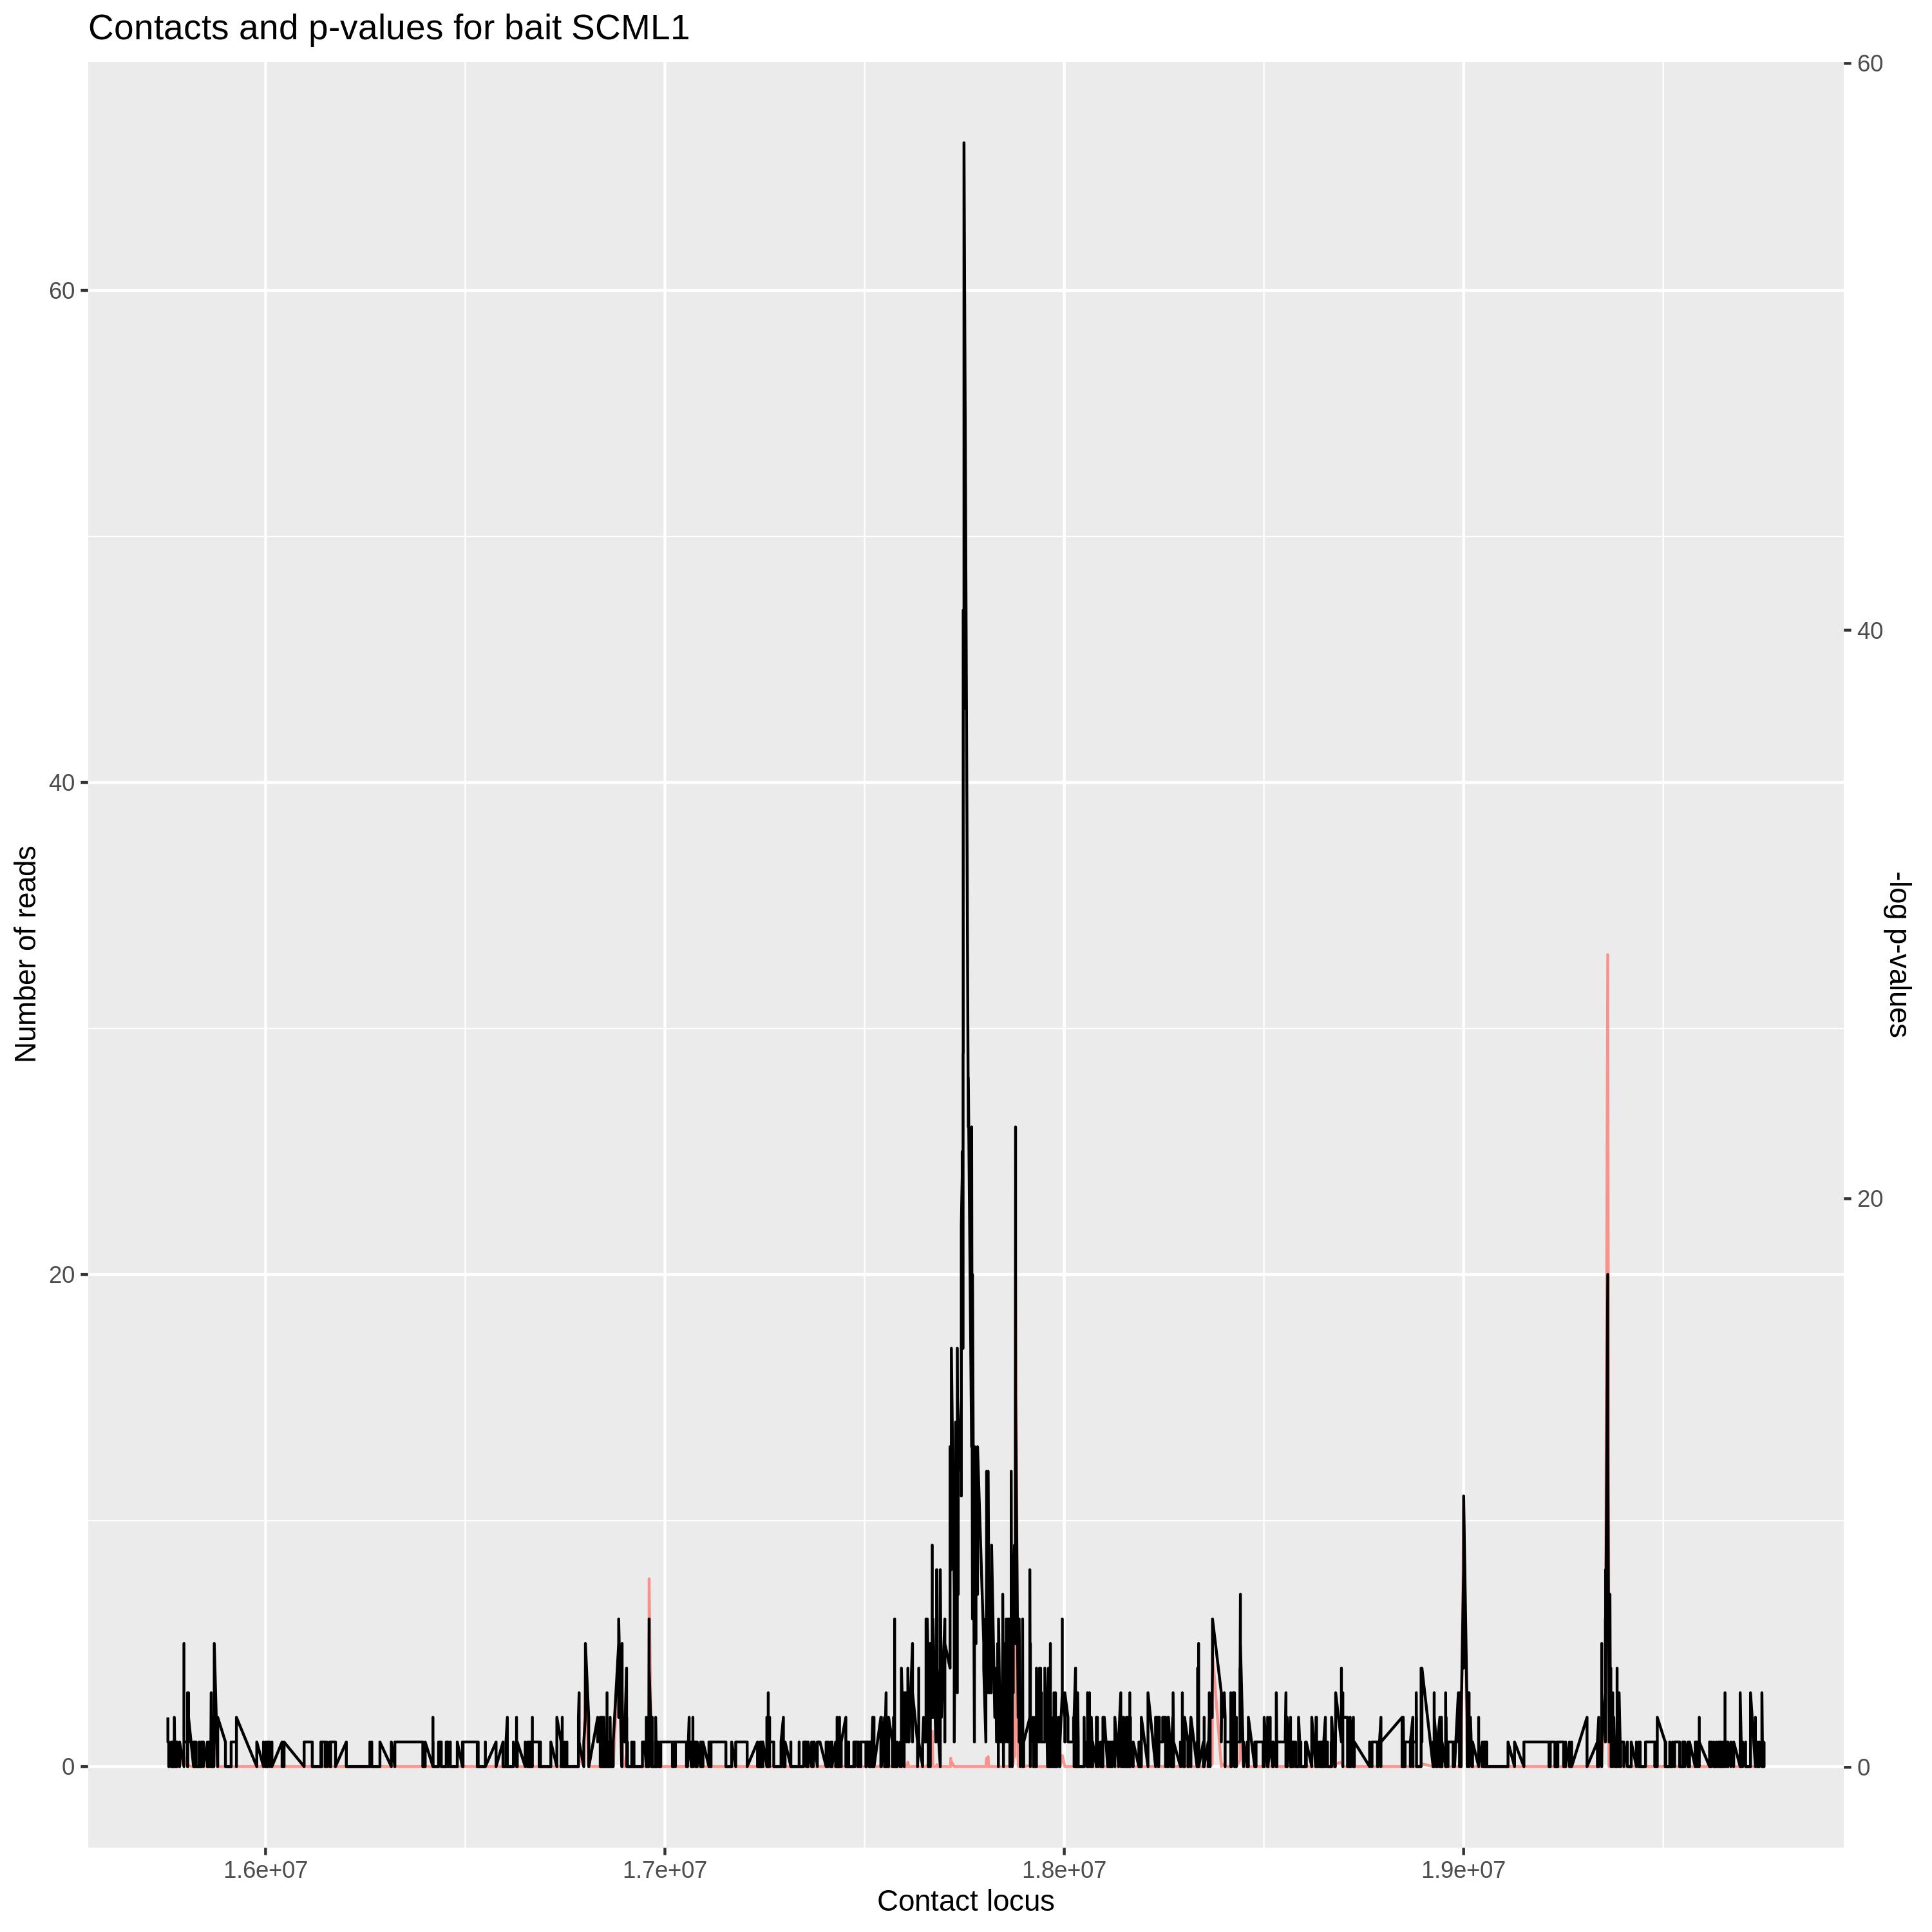 Contacts and p-values for bait SCML1
60
40
20
0
Number of reads
60
40
20
0
-log p-values
1.6e+07
1.7e+07
1.8e+07
1.9e+07
Contact locus